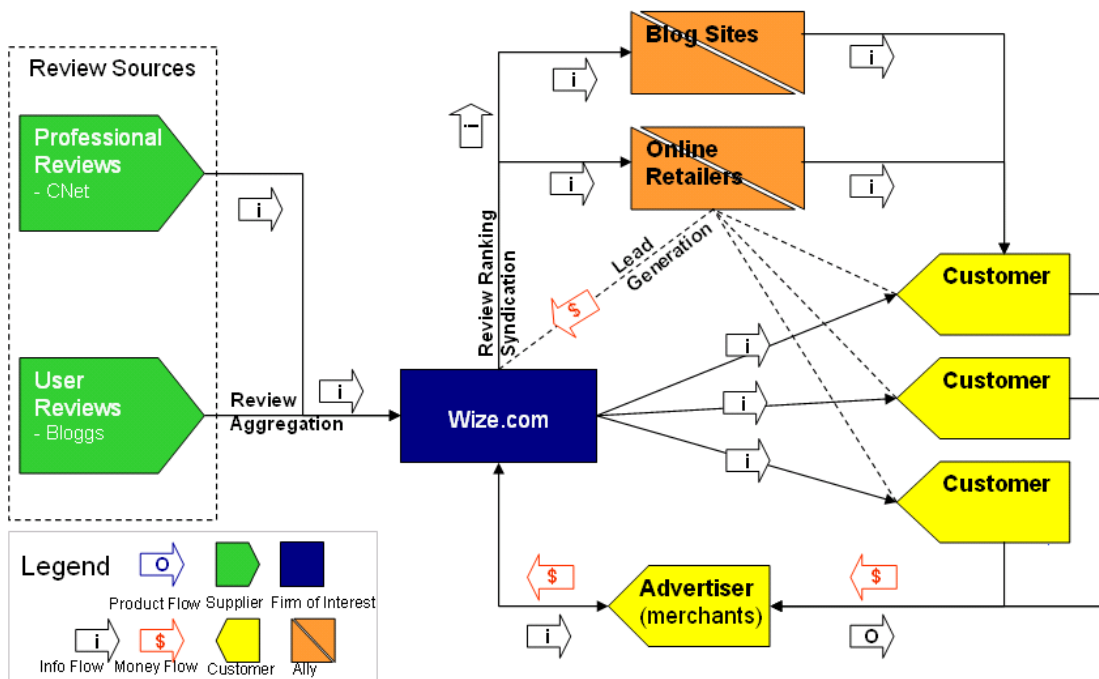 Review Sources
Professional
Reviews
- CNet
User
Reviews
- Bloggs
i
i
Review
Aggregation
Wize.com
Review Ranking
Syndication
i
i
i
Blog Sites
Online
Retailers
i
i
Lead
Generation
$
i
i
i
Customer
Customer
Customer
Advertiser
(merchants)
$
i
$
O
Legend
O
Product Flow
Supplier
Firm of Interest
i
$
Info Flow
Money Flow
Customer
Ally